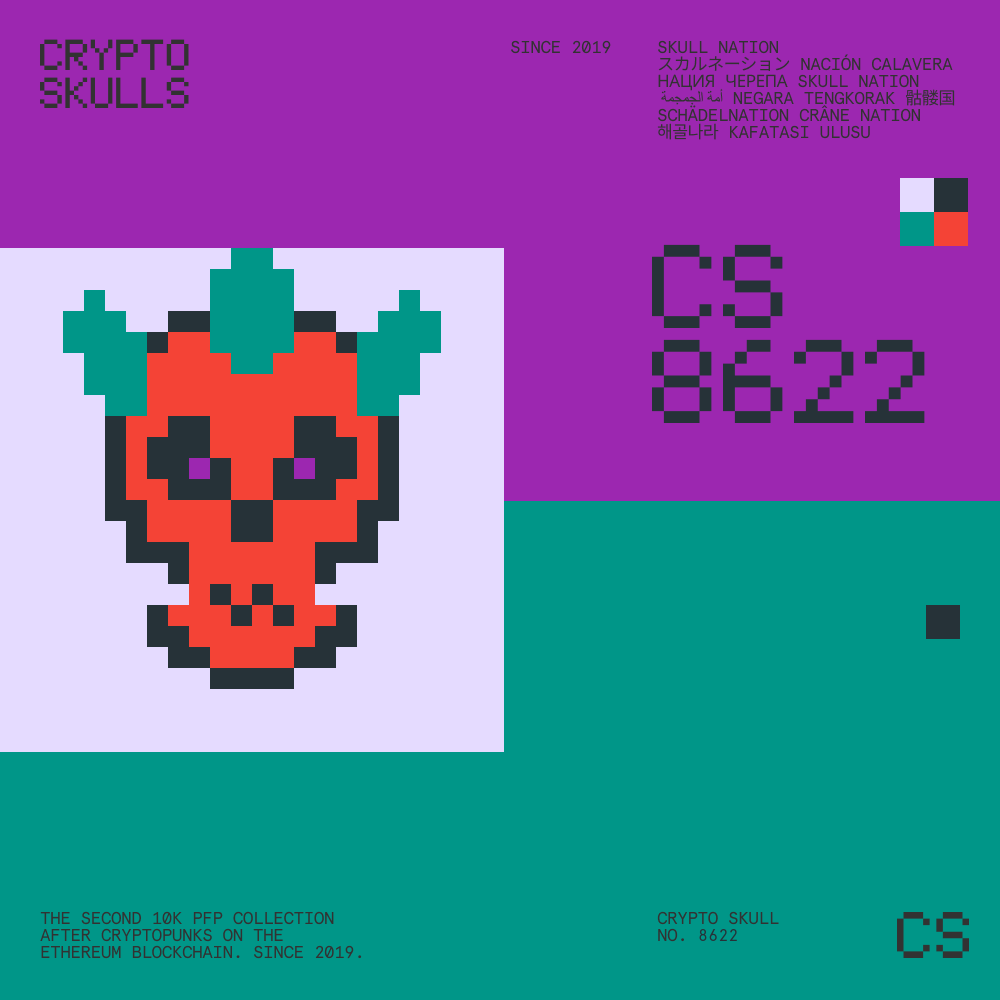 CRYPTO
SKULLS
SINCE 2019
SKULL NATION
スカルネーション NACIÓN CALAVERA
НАЦИЯ ЧЕРЕПА SKULL NATION
أمة الجمجمة NEGARA TENGKORAK 骷髅国
SCHÄDELNATION CRÂNE NATION
해골나라 KAFATASI ULUSU
CS
8622
THE SECOND 10K PFP COLLECTION
AFTER CRYPTOPUNKS ON THE
ETHEREUM BLOCKCHAIN. SINCE 2019.
CRYPTO SKULL
NO. 8622
CS